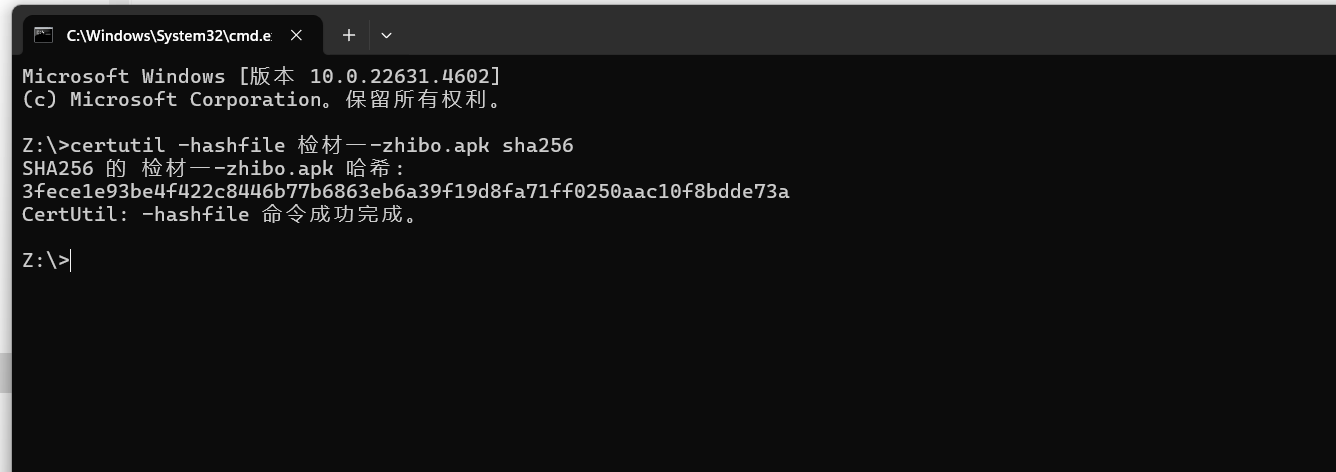 C:\Windows\System32\cmd.e
Microsoft Windows [版本 10.0.22631.4602]
(c) Microsoft Corporation。保留所有权利。
Z:\>certutil -hashfile 检材一-zhibo.apk sha256
SHA256 的 检材一-zhibo.apk 哈希:
3fece1e93be4f422c8446b77b6863eb6a39f19d8fa71ff0250aac10f8bdde73a
CertUtil: -hashfile 命令成功完成。
Z:\>